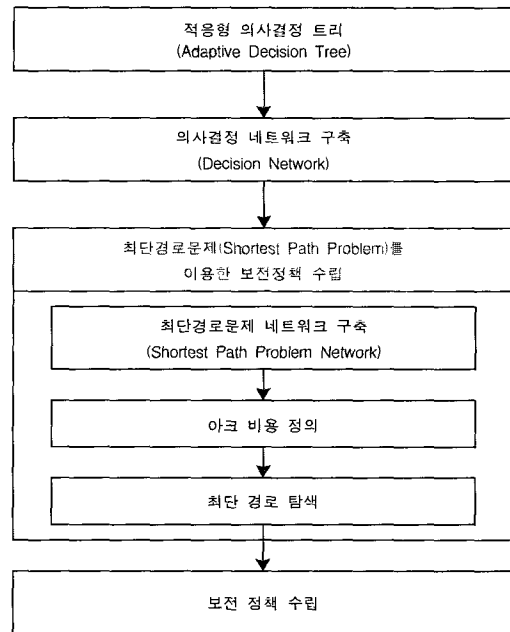 적응형 의사결정 트리
(Adaptive Decision Tree)
의사결정 네트워크 구축
(Decision Network)
최단경로문제(Shortest Path Problem)를
이용한 보전정책 수립
최단경로문제 네트워크 구축
(Shortest Path Problem Network)
아크 비용 정의
최단 경로 탐색
보전 정책 수립